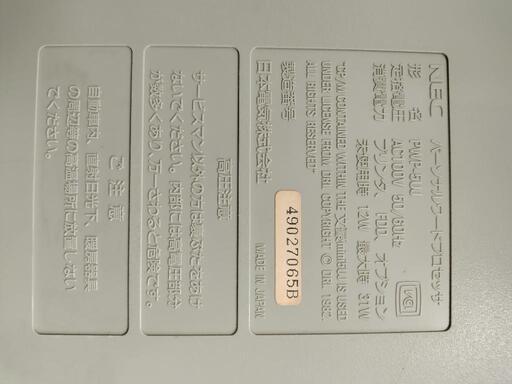 NEC パーソナルワードプロセッサ
形名 PWP-5UJ
定格電圧 AC100V 50/60Hz
消費電力 プリンタ、FDD、オプション
未使用時 12W 最大時 31W
"CP/M CONTAINED WITHIN THE 文豪mini5UJ IS USED
UNDER LICENSE FROM DRI, COPYRIGHT © DRI, 1982.
ALL RIGHTS RESERVED"
製造番号 49027065B
日本電気株式会社 MADE IN JAPAN
高圧注意
サービスマン以外の方は裏ぶたをあけ
ないでください。内部には高電圧部分
が数多くあり、万一さわると危険です。
ご注意
自動車内、直射日光下、暖房器具
の周辺等の高温場所で放置しない
でください。